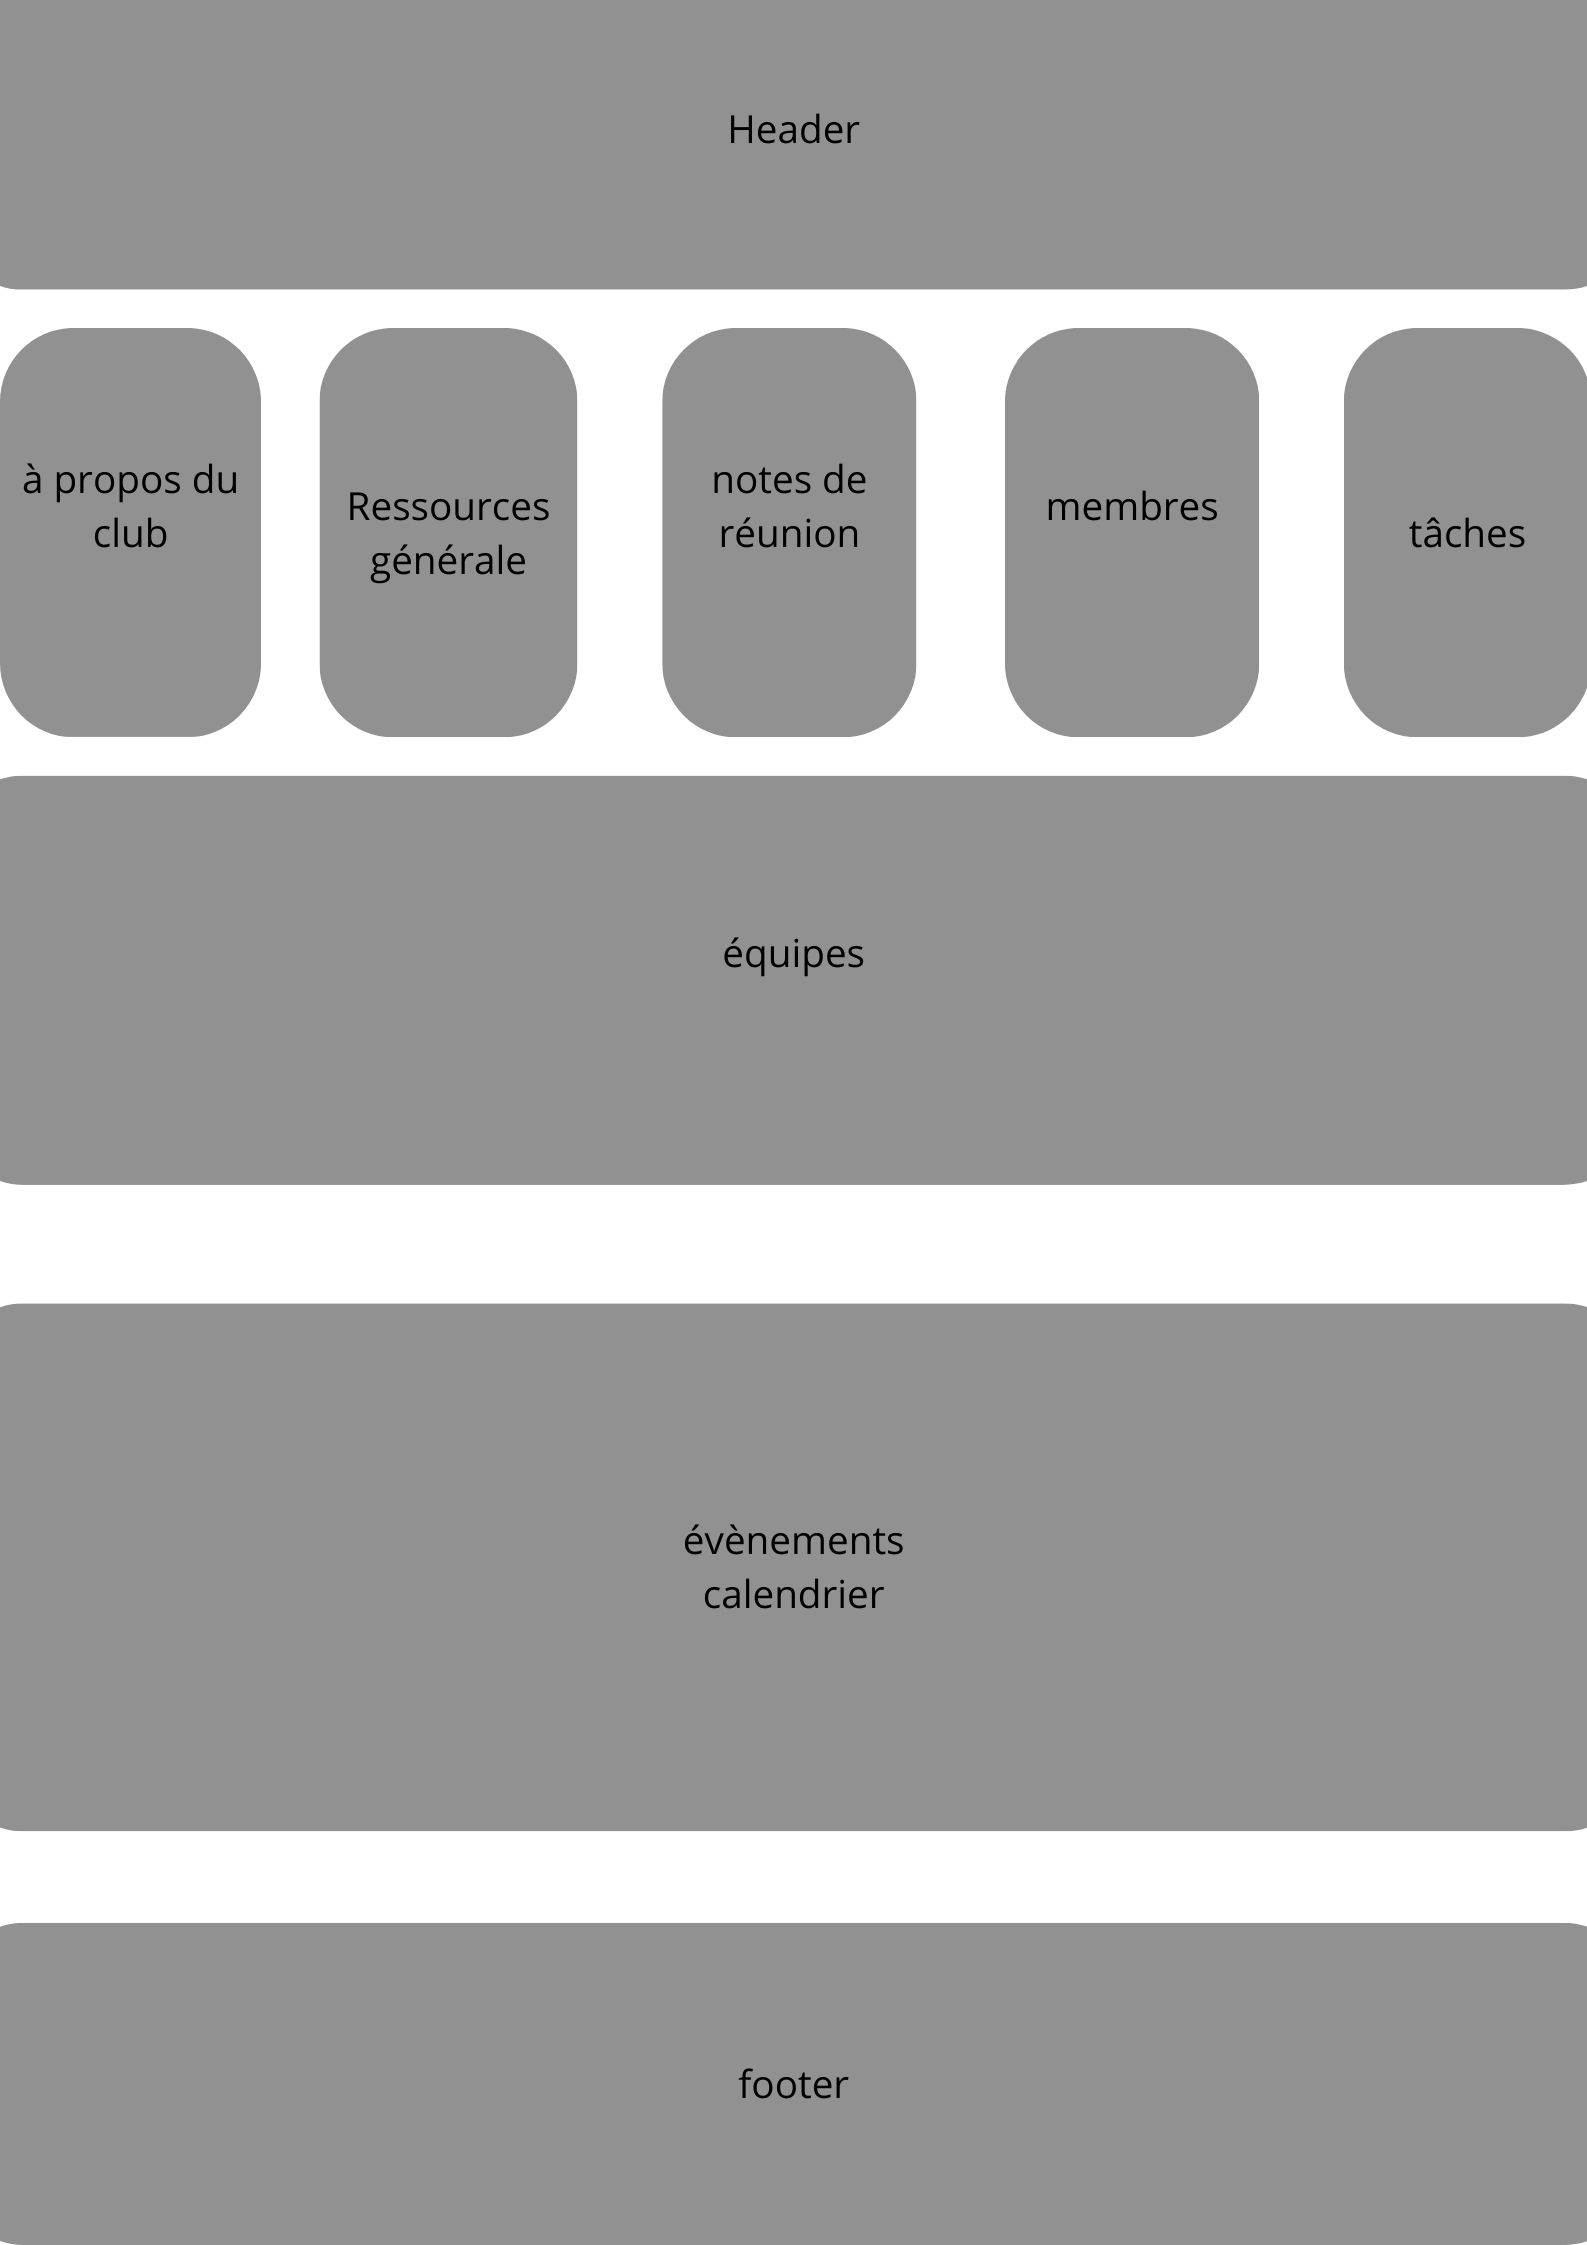 Header
à propos du
club
Ressources
générale
notes de
réunion
membres
tâches
équipes
évènements
calendrier
footer